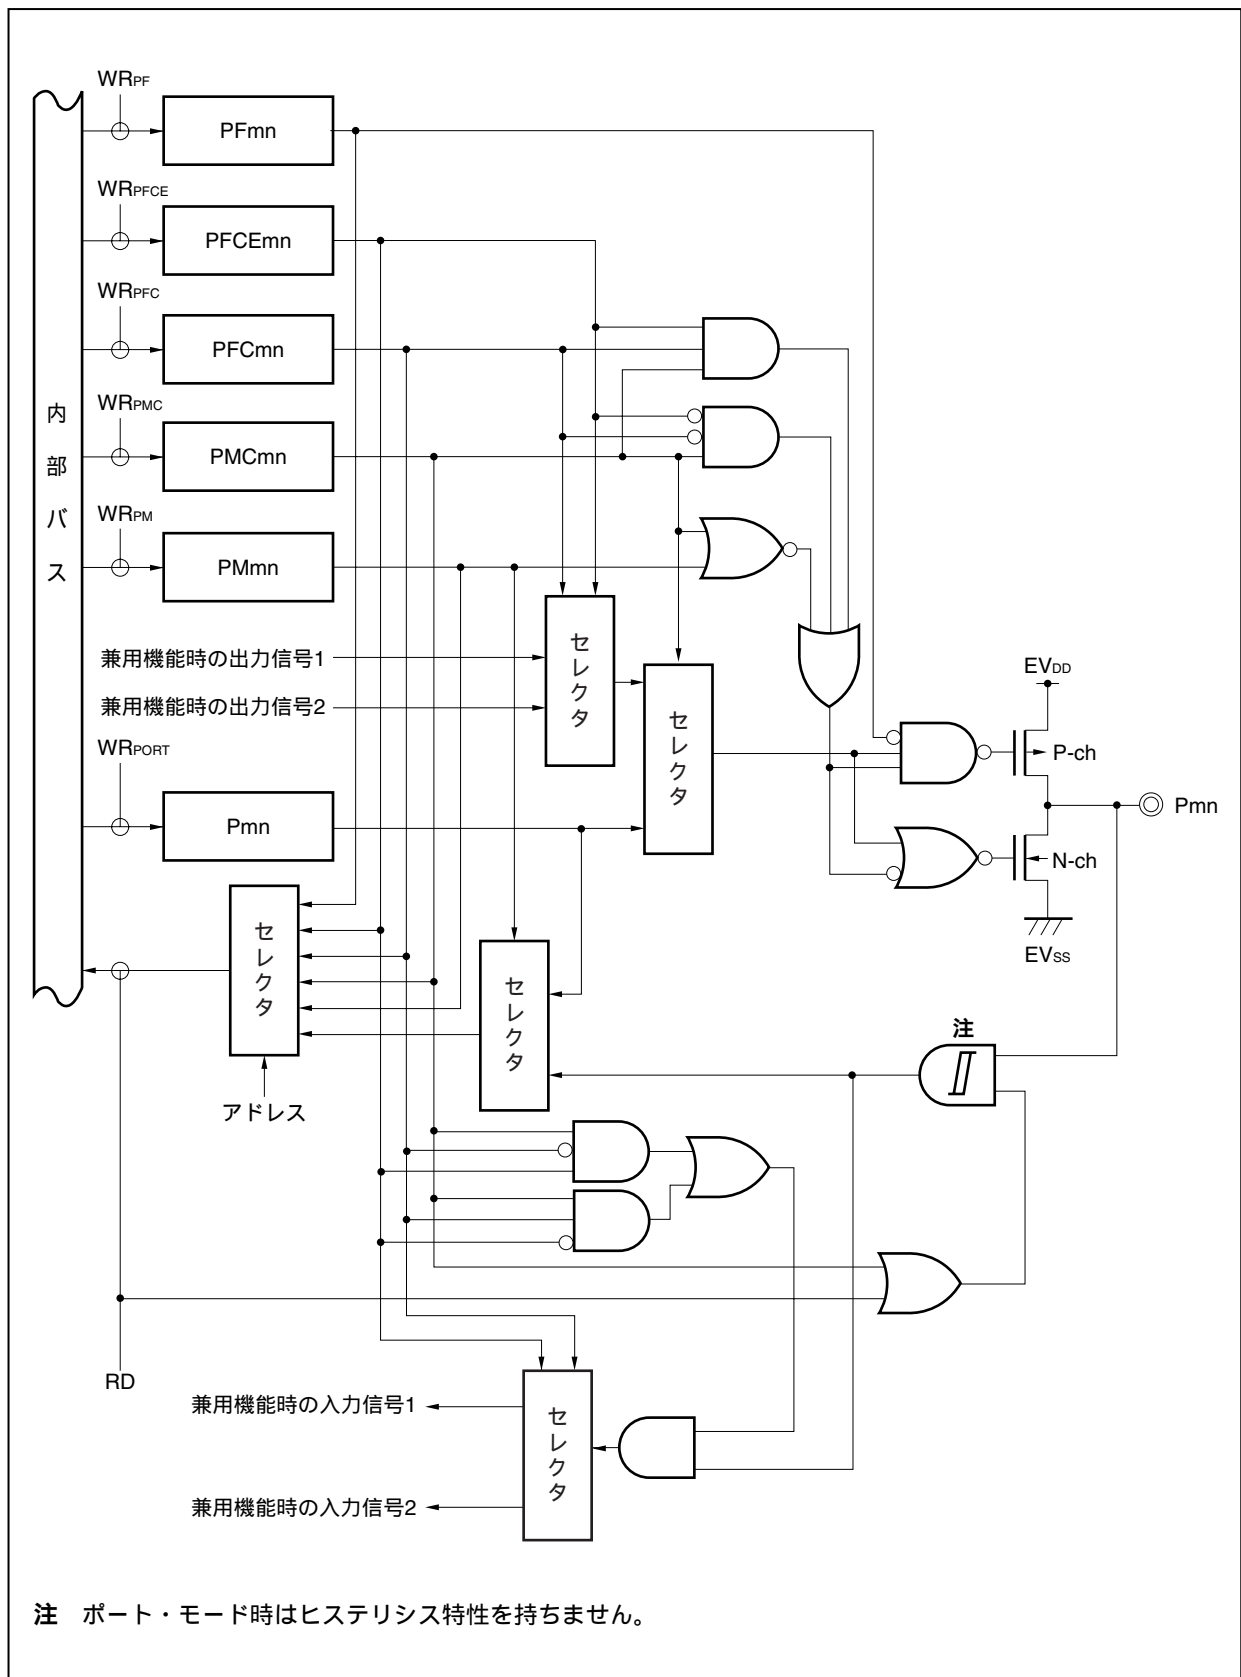 WRPF
PFmn
WRPFCE
PFCEmn
WRPFC
PFCmn
WRPMC
PMCmn
WRPM
PMmn
内部バス
兼用機能時の出力信号1
兼用機能時の出力信号2
セレクタ
セレクタ
WRPORT
Pmn
EVDD
P-ch
Pmn
N-ch
EVSS
セレクタ
セレクタ
アドレス
注
RD
兼用機能時の入力信号1
セレクタ
兼用機能時の入力信号2
注 ポート・モード時はヒステリシス特性を持ちません。